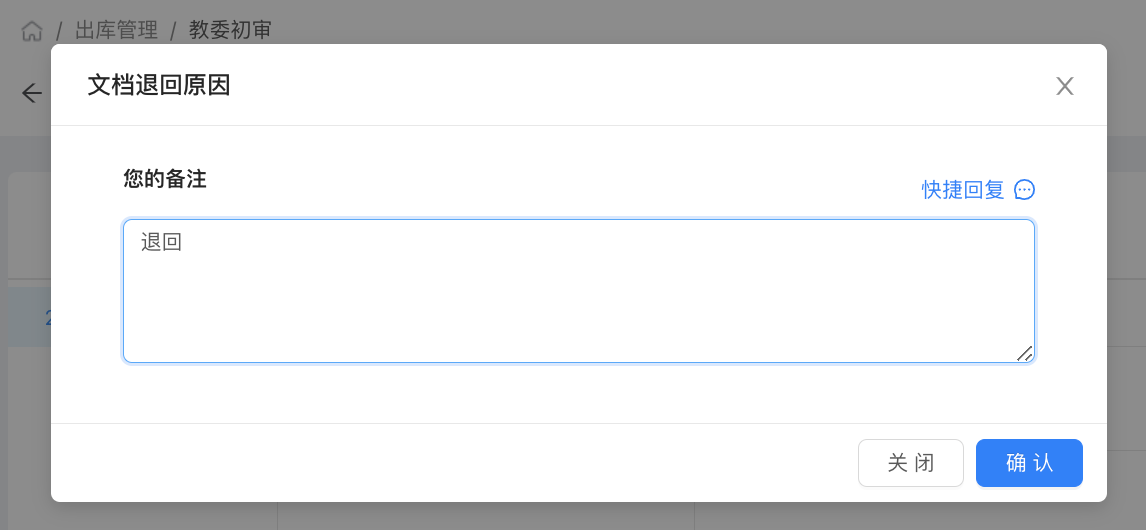 / 出库管理 / 教委初审
文档退回原因
您的备注
快捷回复
退回
关闭
确认